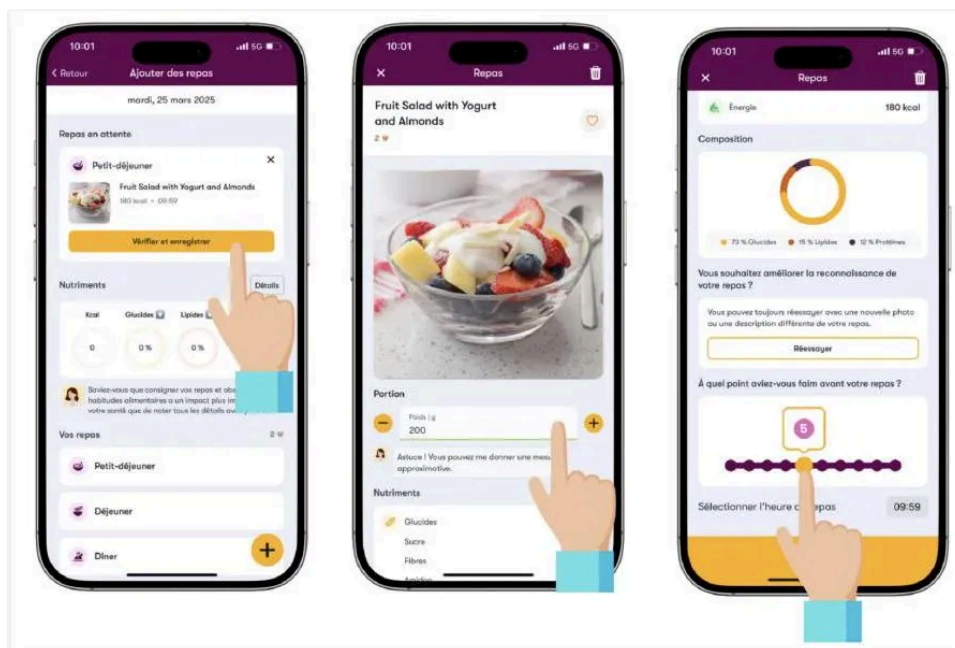 10:01
5G
Retour
Ajouter des repas
mardi, 25 mars 2025
Repas en attente
Petit-déjeuner
Fruit Salad with Yogurt and Almonds
180 kcal • 09:59
Vérifier et enregistrer
Nutriments
Détails
Kcal
Glucides
Lipides
0
0 %
0 %
Saviez-vous que consigner vos repas et
habitudes alimentaires a un impact plus
votre santé que de noter tous les détails
Vos repas
2
Petit-déjeuner
Déjeuner
Dîner
10:01
5G
Repas
Fruit Salad with Yogurt
and Almonds
2
Portion
Poids | g
200
Astuce ! Vous pouvez me donner une
approximative.
Nutriments
Glucides
Sucre
Fibres
Amidon
10:01
5G
Repas
Énergie
180 kcal
Composition
73 % Glucides
15 % Lipides
12 % Protéines
Vous souhaitez améliorer la reconnaissance de
votre repas ?
Vous pouvez toujours réessayer avec une nouvelle photo
ou une description différente de votre repas.
Réessayer
À quel point aviez-vous faim avant votre repas ?
5
Sélectionner l'heure repas
09:59